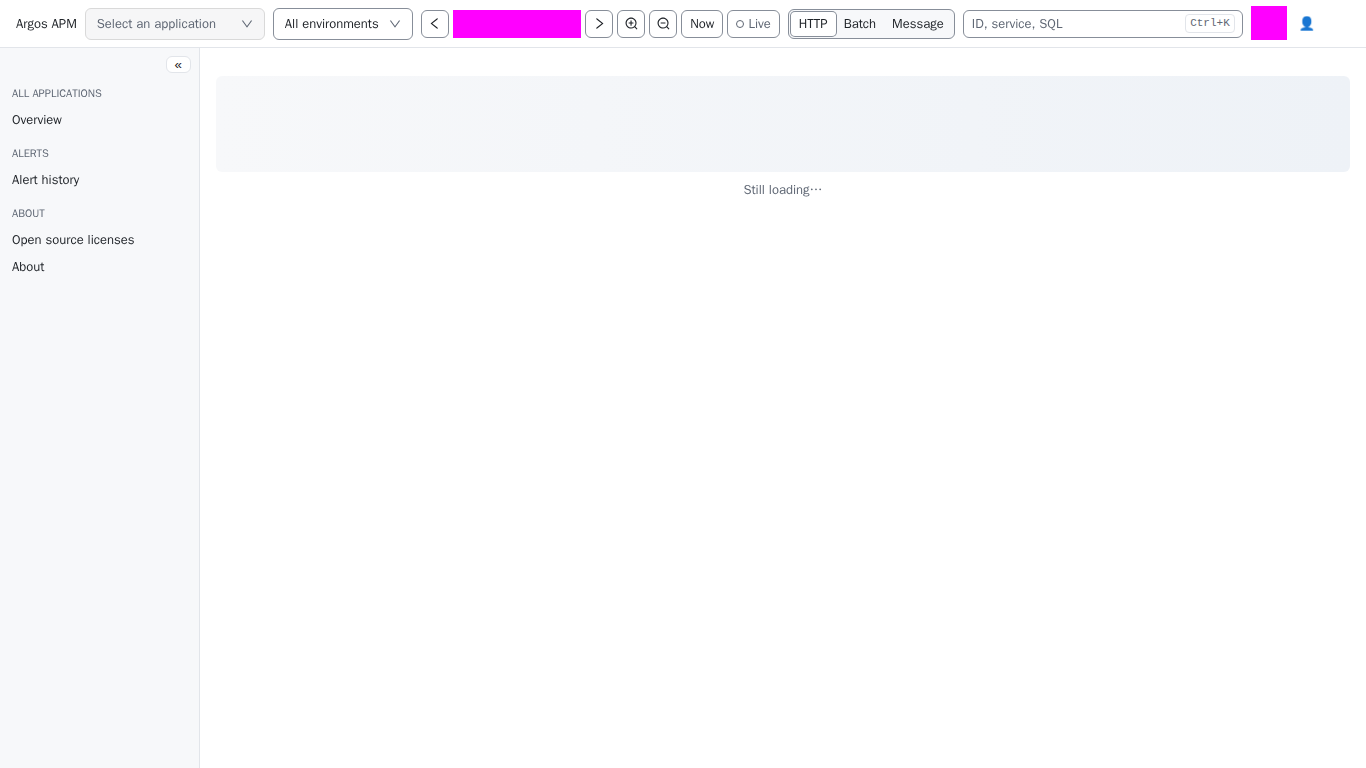 Argos APM Select an application All environments Now Live HTTP Batch Message ID, service, SQL Ctrl+K
«
ALL APPLICATIONS
Overview
ALERTS
Alert history
ABOUT
Open source licenses
About
Still loading…